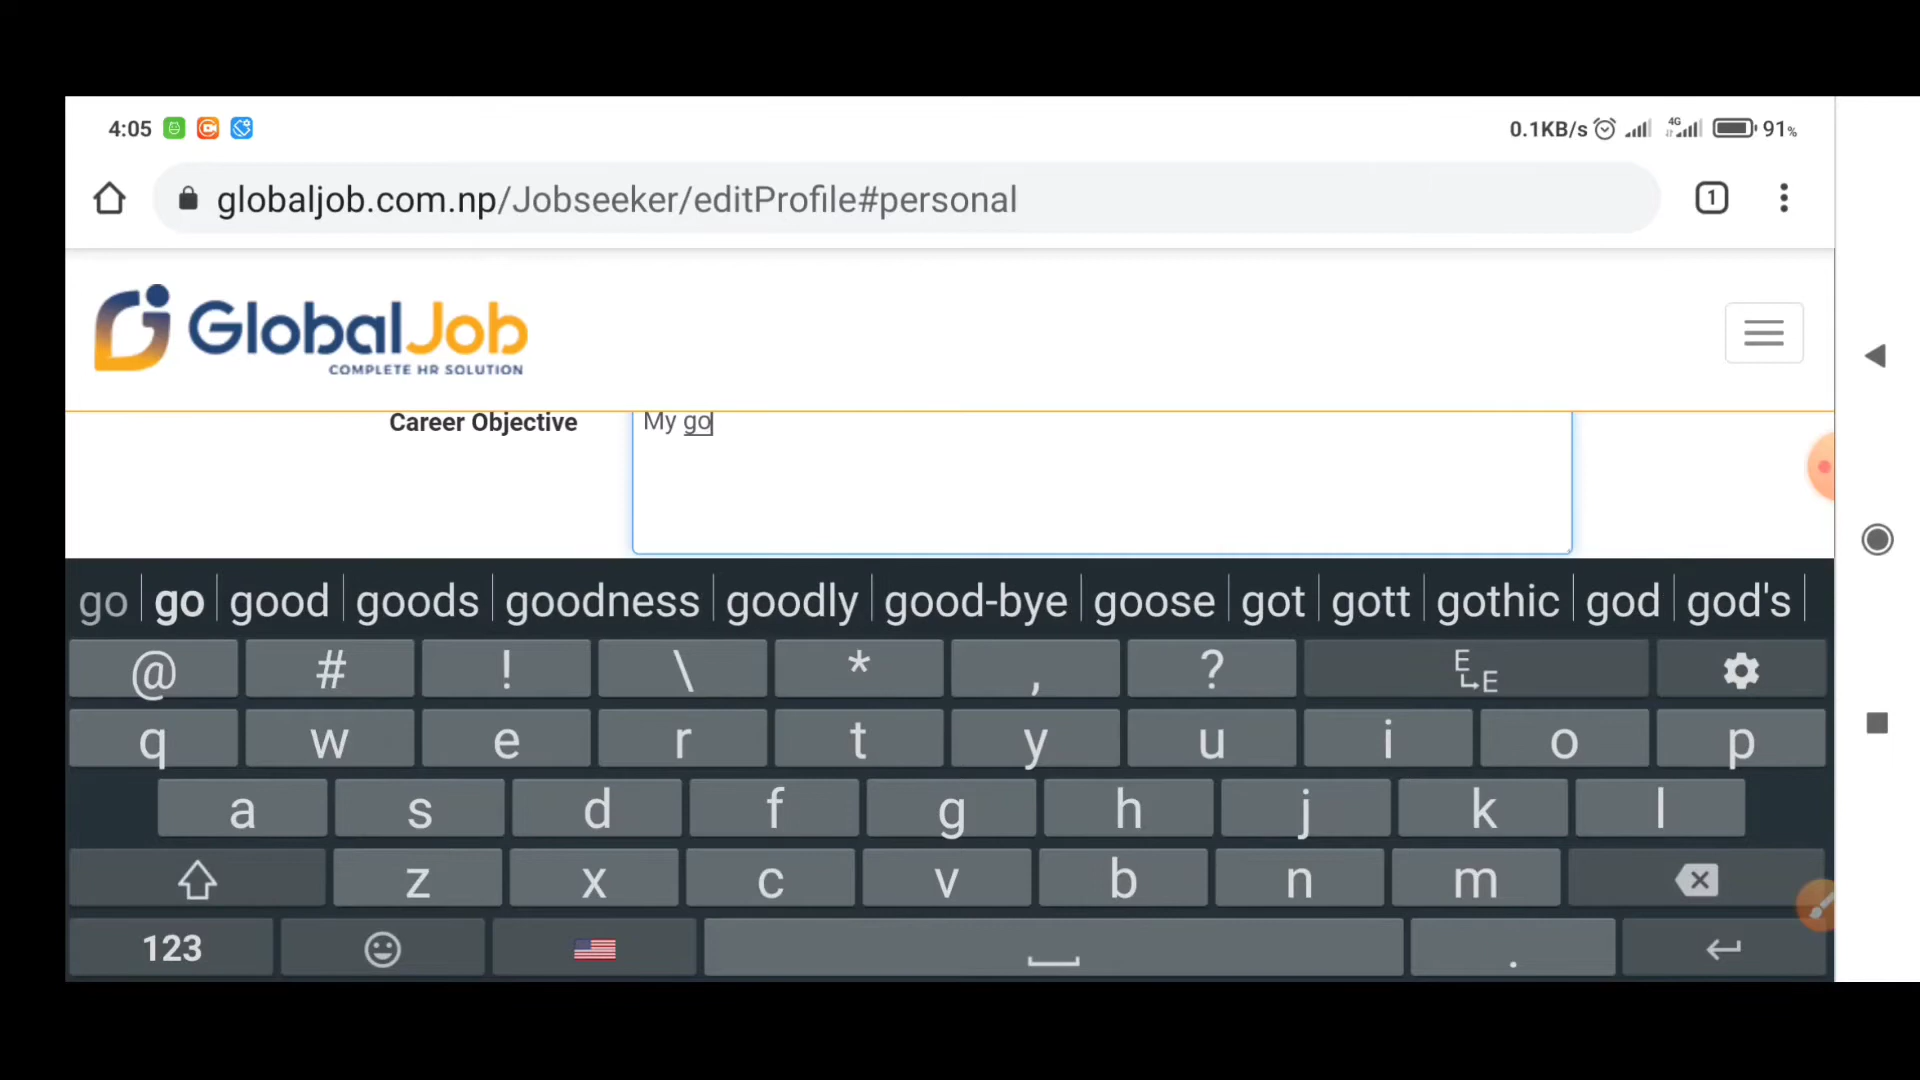 4:05 0.1KB/s 4G 91%
globaljob.com.np/Jobseeker/editProfile#personal 1
GlobalJob
COMPLETE HR SOLUTION
Career Objective My go
go go good goods goodness goodly good-bye goose got gott gothic god god's
@ # ! \ * , ? E E
q w e r t y u i o p
a s d f g h j k l
z x c v b n m
123 .